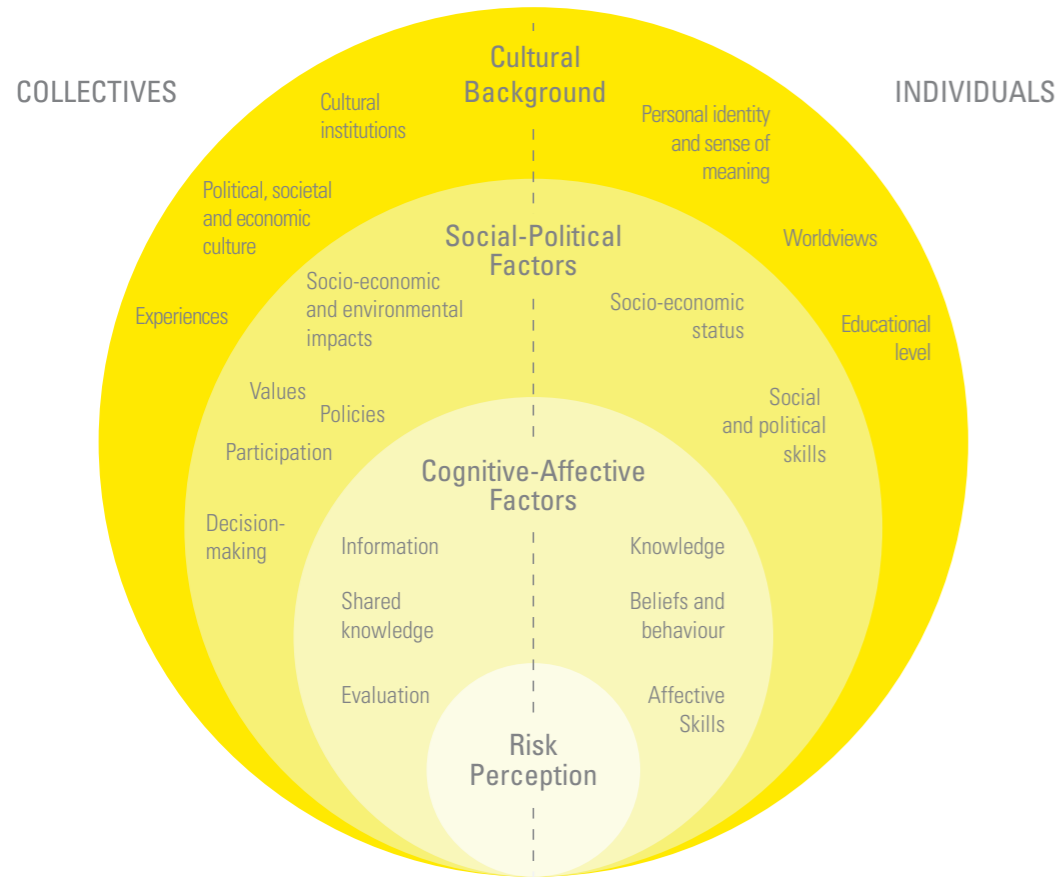 COLLECTIVES
INDIVIDUALS
Cultural
Background
Cultural
institutions
Personal identity
and sense of
meaning
Political, societal
and economic
culture
Worldviews
Experiences
Educational
level
Social-Political
Factors
Socio-economic
and environmental
impacts
Socio-economic
status
Values
Policies
Participation
Social
and political
skills
Decision-
making
Cognitive-Affective
Factors
Information
Knowledge
Shared
knowledge
Beliefs and
behaviour
Evaluation
Affective
Skills
Risk
Perception